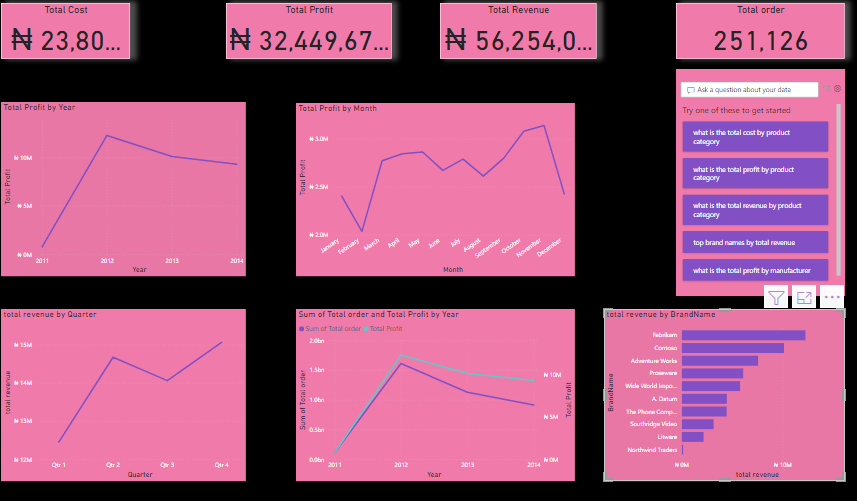 Total Cost
₦ 23,80...
Total Profit
₦ 32,449,67...
Total Revenue
₦ 56,254,0...
Total order
251,126
Ask a question about your data
Try one of these to get started
what is the total cost by product
category
what is the total profit by product
category
what is the total revenue by product
category
top brand names by total revenue
what is the total profit by manufacturer
Total Profit by Year
Total Profit
₦ 10M
₦ 5M
₦ 0M
2011
2012
2013
2014
Year
Total Profit by Month
Total Profit
₦ 3.0M
₦ 2.5M
₦ 2.0M
January
February
March
April
May
June
July
August
September
October
November
December
Month
total revenue by Quarter
total revenue
₦ 15M
₦ 14M
₦ 13M
₦ 12M
Qtr 1
Qtr 2
Qtr 3
Qtr 4
Quarter
Sum of Total order and Total Profit by Year
Sum of Total order
Total Profit
Sum of Total order
2.0bn
1.5bn
1.0bn
0.5bn
0.0bn
₦ 10M
₦ 5M
₦ 0M
Total Profit
2011
2012
2013
2014
Year
total revenue by BrandName
BrandName
Fabrikam
Contoso
Adventure Works
Proseware
Wide World Impo...
A. Datum
The Phone Comp...
Southridge Video
Litware
Northwind Traders
₦ 0M
₦ 10M
total revenue